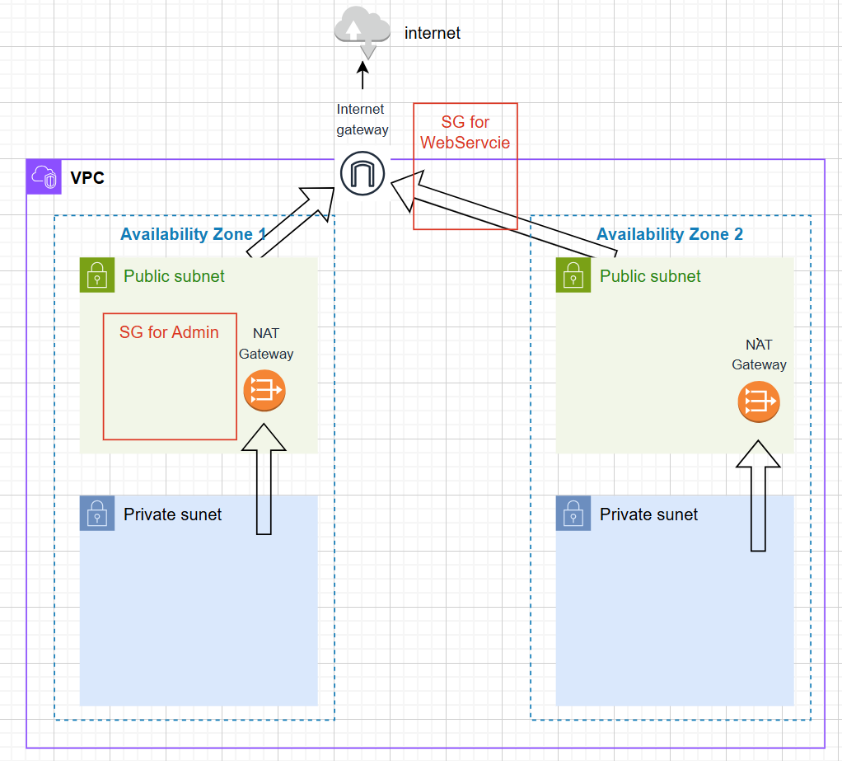 internet
Internet
gateway
SG for
WebServcie
VPC
Availability Zone 1
Availability Zone 2
Public subnet
Public subnet
SG for Admin
NAT
Gateway
NAT
Gateway
Private sunet
Private sunet